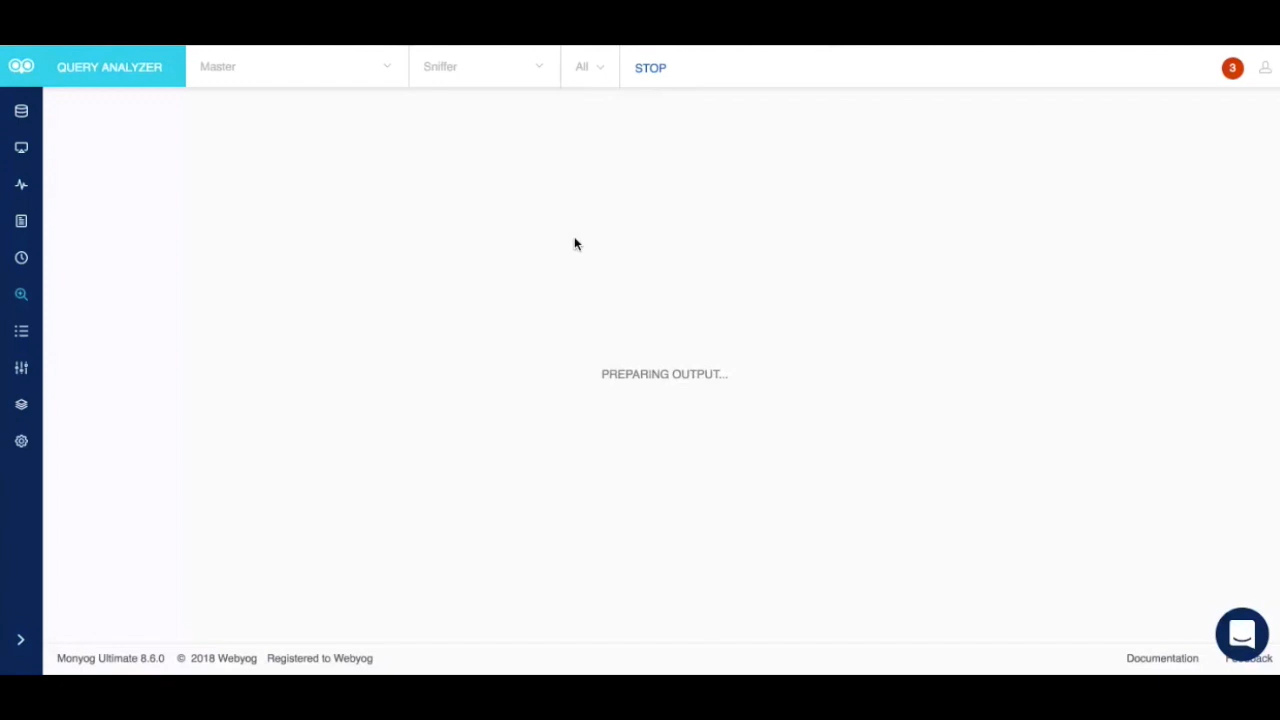 QUERY ANALYZER
Master
Sniffer
All
STOP
3
PREPARING OUTPUT...
Monyog Ultimate 8.6.0 © 2018 Webyog Registered to Webyog
Documentation